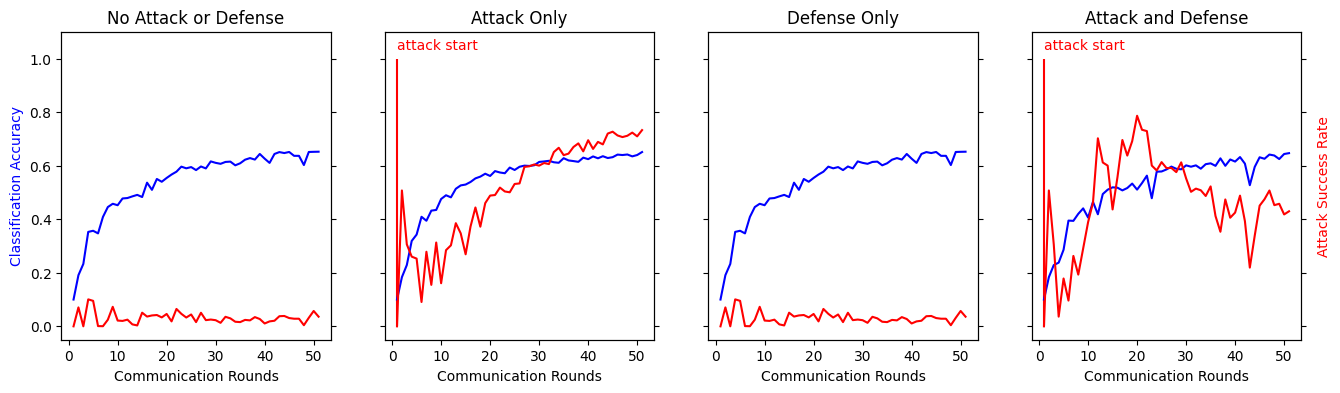 No Attack or Defense
Attack Only
Defense Only
Attack and Defense
attack start
attack start
Classification Accuracy
Attack Success Rate
1.0
0.8
0.6
0.4
0.2
0.0
0 10 20 30 40 50
0 10 20 30 40 50
0 10 20 30 40 50
0 10 20 30 40 50
Communication Rounds
Communication Rounds
Communication Rounds
Communication Rounds